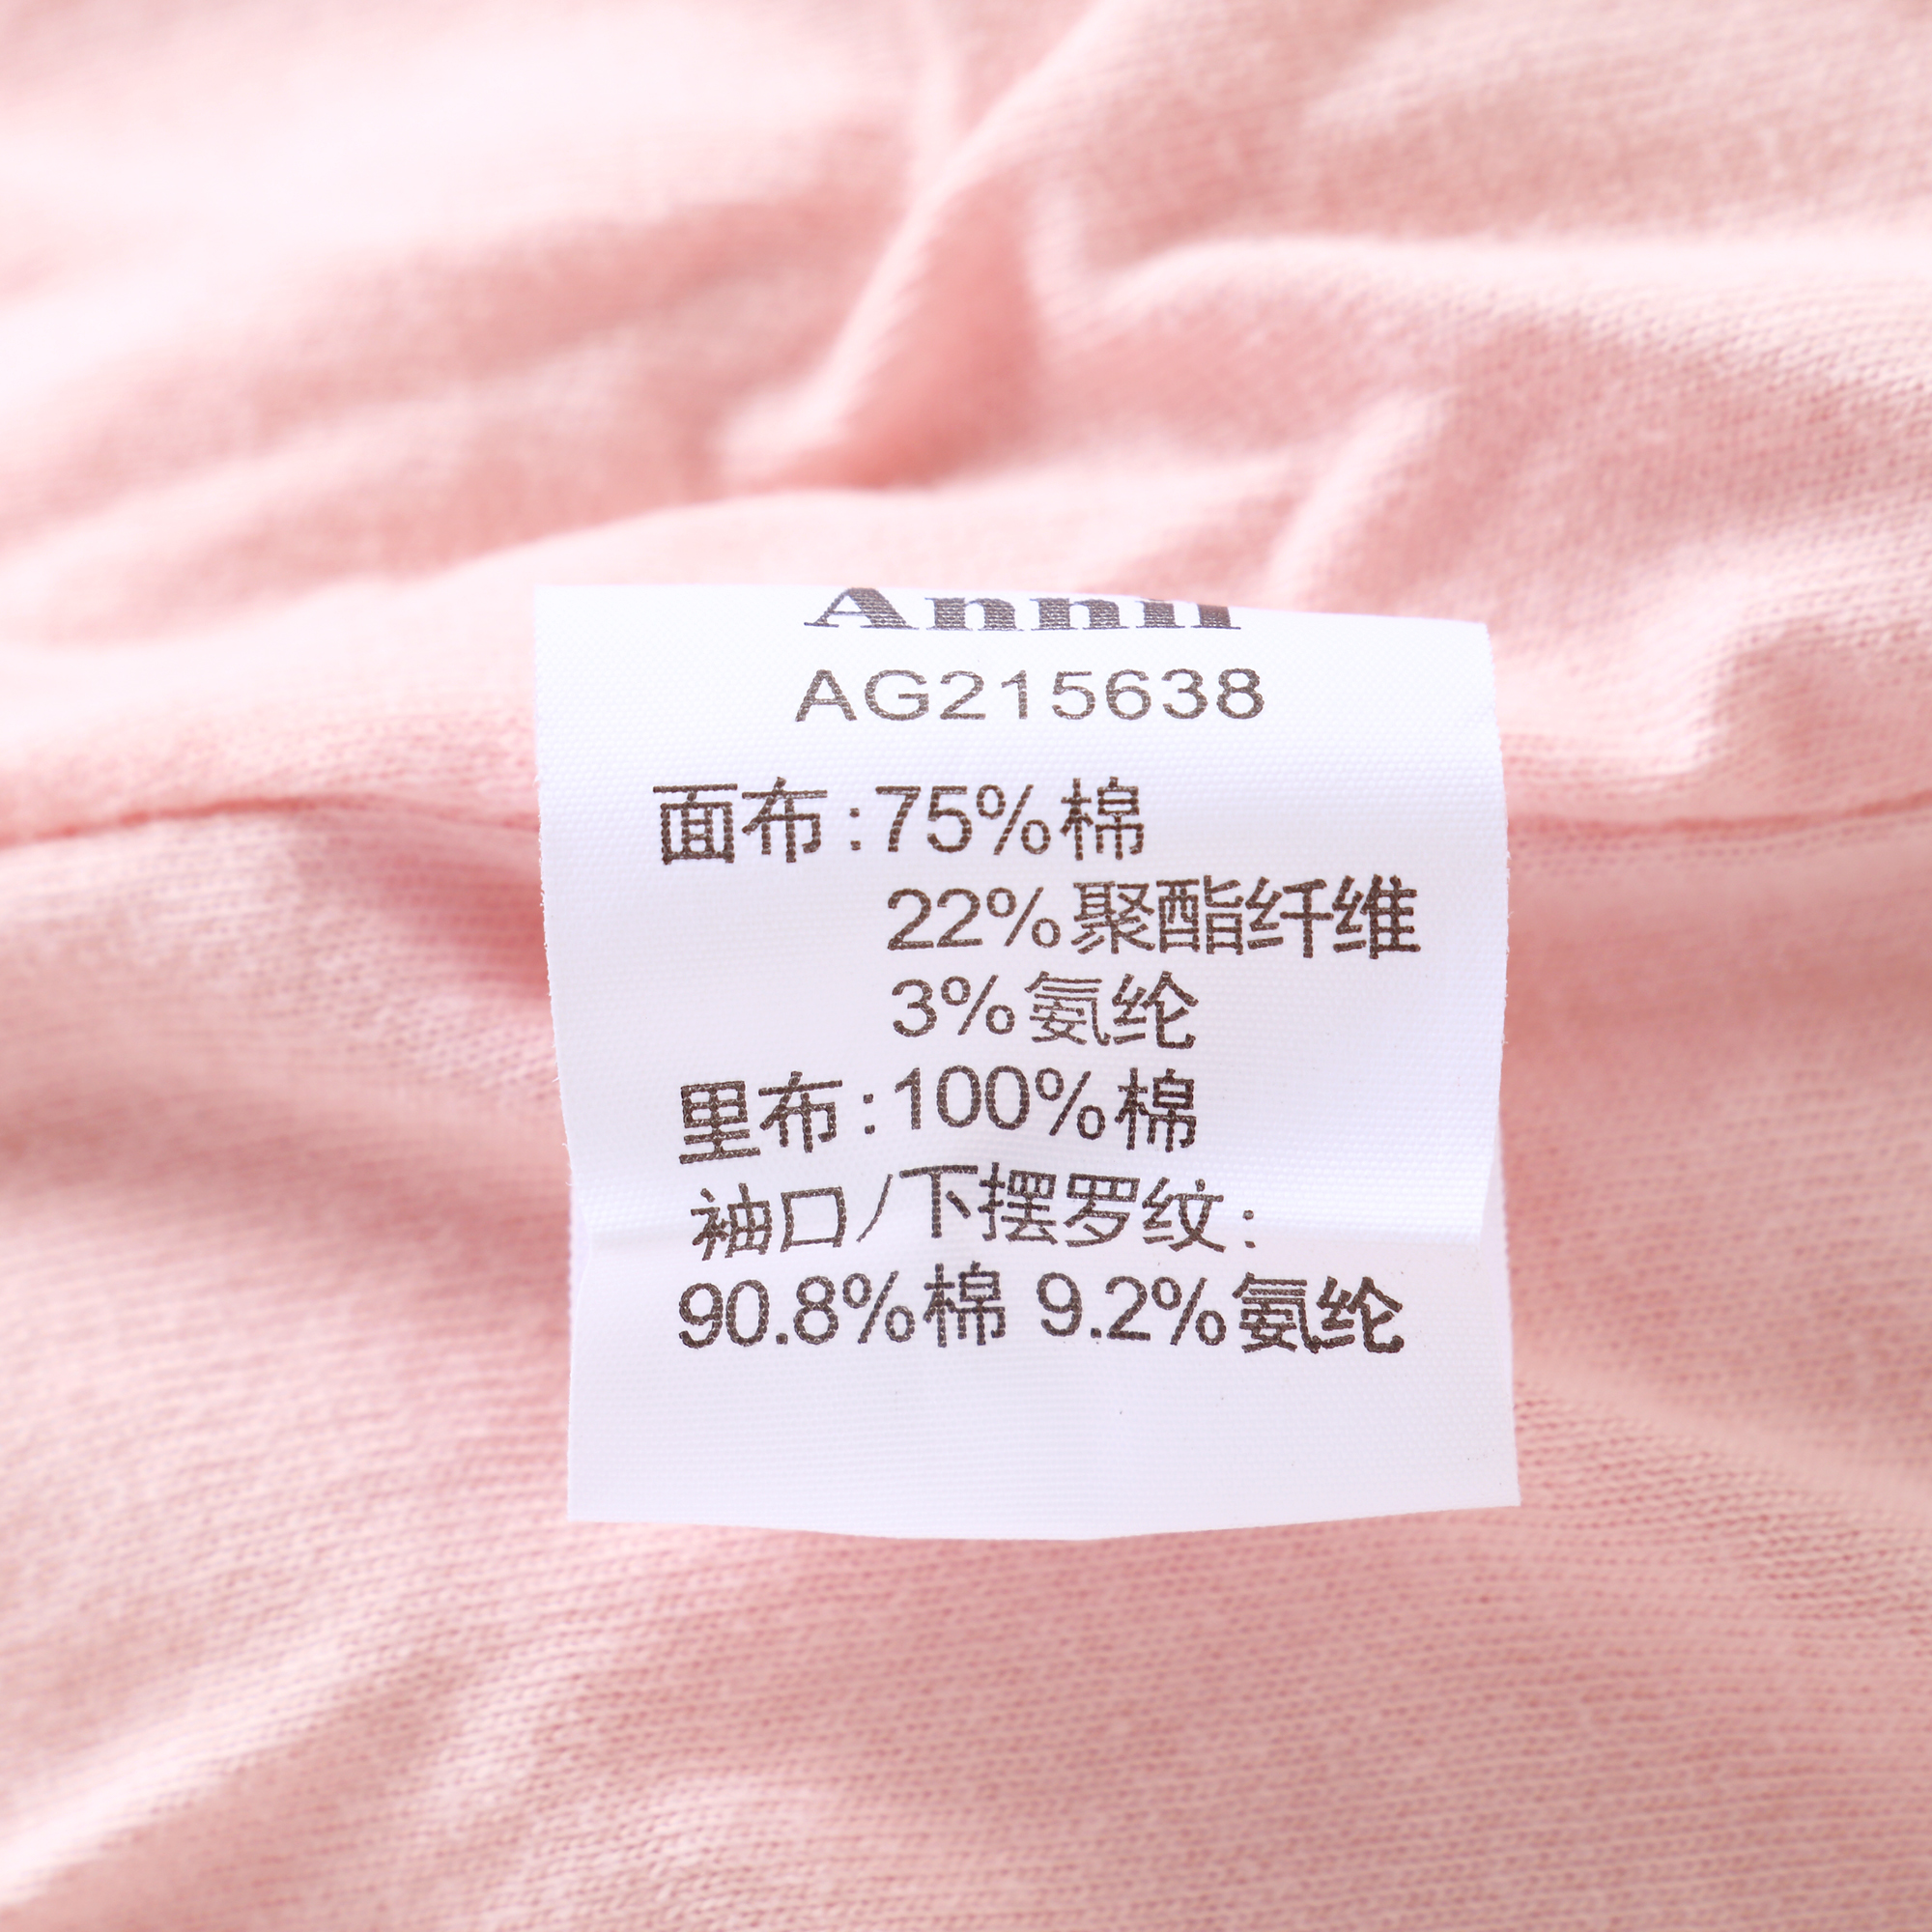 Annil
AG215638
面布:75%棉
22%聚酯纤维
3%氨纶
里布:100%棉
袖口/下摆罗纹:
90.8%棉 9.2%氨纶